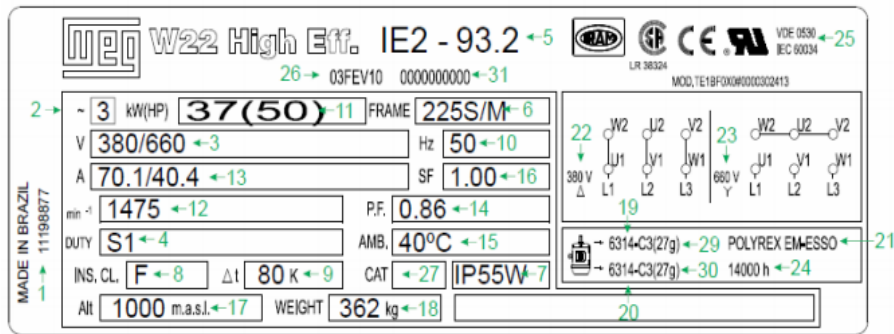 WEG W22 High Eff. IE2 - 93.2 ←5
IRAM SA CE RU VDE 0530 IEC 60034 ←25
LR 38324
26→ 03FEV10 0000000000 ←31
MOD,TE1BF0X0#0000302413
2→ ~ 3 kW(HP) 37(50) ←11 FRAME 225S/M ←6
V 380/660 ←3 Hz 50 ←10
A 70.1/40.4 ←13 SF 1.00 ←16
min -1 1475 ←12 P.F. 0.86 ←14
DUTY S1 ←4 AMB. 40ºC ←15
INS. CL. F ←8 Δt 80 K ←9 CAT ←27 IP55W ←7
Alt 1000 m.a.s.l. ←17 WEIGHT 362 kg ←18
MADE IN BRAZIL
11198877
1
22 W2 U2 V2 23 W2 U2 V2
U1 V1 W1 U1 V1 W1
380 V Δ L1 L2 L3 660 V Y L1 L2 L3
19
→ 6314-C3(27g) ←29 POLYREX EM-ESSO ←21
→ 6314-C3(27g) ←30 14000 h ←24
20